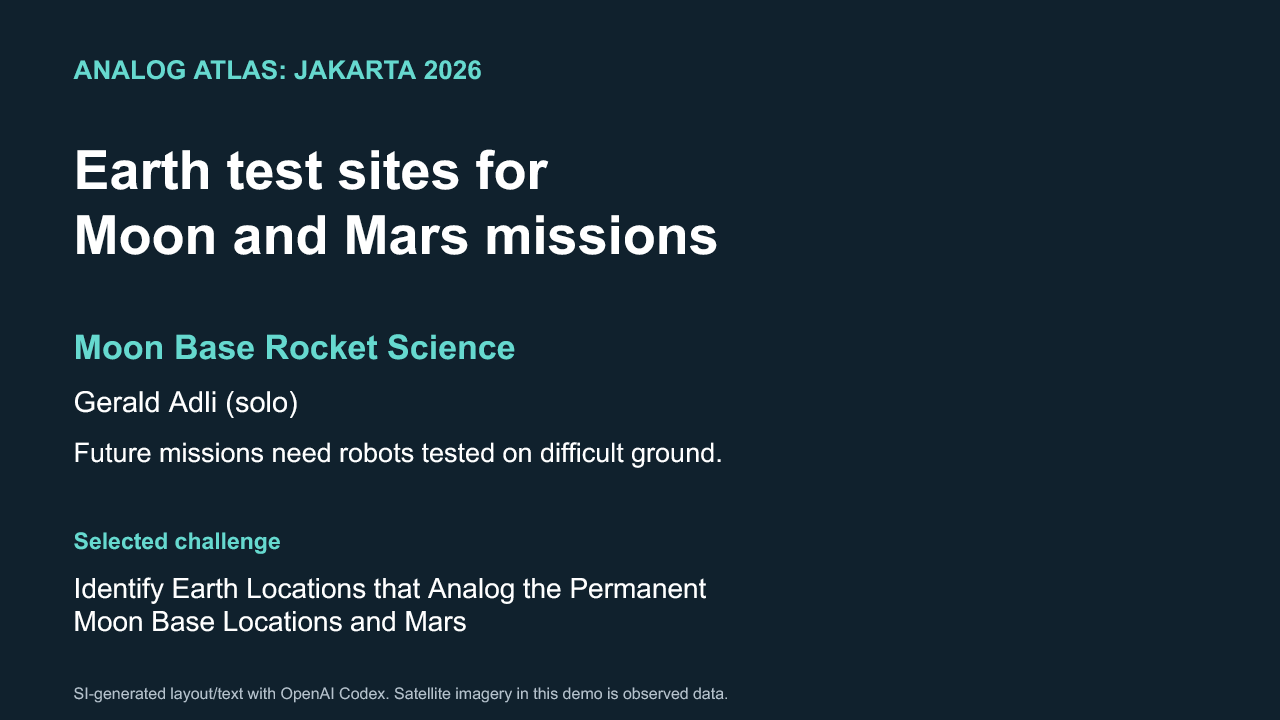 ANALOG ATLAS: JAKARTA 2026
Earth test sites for
Moon and Mars missions
Moon Base Rocket Science
Gerald Adli (solo)
Future missions need robots tested on difficult ground.
Selected challenge
Identify Earth Locations that Analog the Permanent
Moon Base Locations and Mars
SI-generated layout/text with OpenAI Codex. Satellite imagery in this demo is observed data.